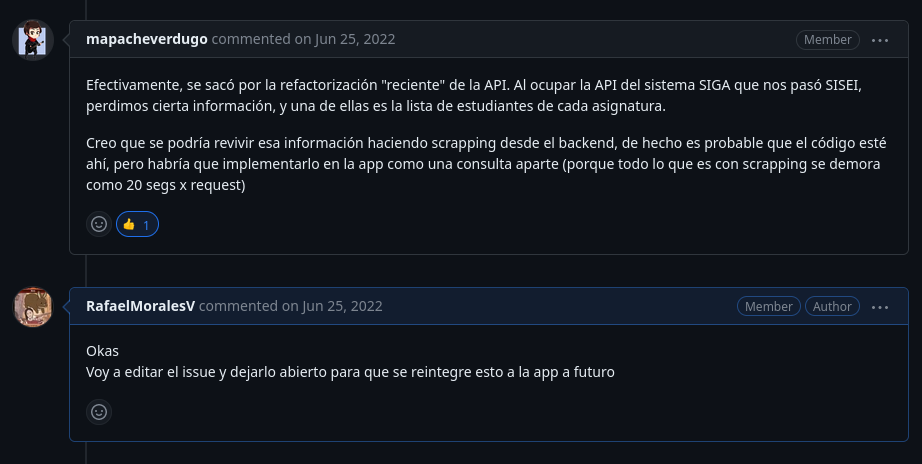 mapacheverdugo commented on Jun 25, 2022 Member ...
Efectivamente, se sacó por la refactorización "reciente" de la API. Al ocupar la API del sistema SIGA que nos pasó SISEI,
perdimos cierta información, y una de ellas es la lista de estudiantes de cada asignatura.
Creo que se podría revivir esa información haciendo scrapping desde el backend, de hecho es probable que el código esté
ahí, pero habría que implementarlo en la app como una consulta aparte (porque todo lo que es con scrapping se demora
como 20 segs x request)
👍 1
RafaelMoralesV commented on Jun 25, 2022 Member Author ...
Okas
Voy a editar el issue y dejarlo abierto para que se reintegre esto a la app a futuro